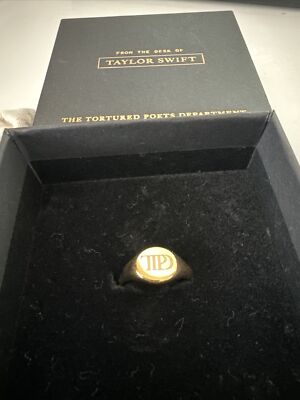 FROM THE DESK OF
TAYLOR SWIFT
THE TORTURED POETS DEPARTMENT
TTPD